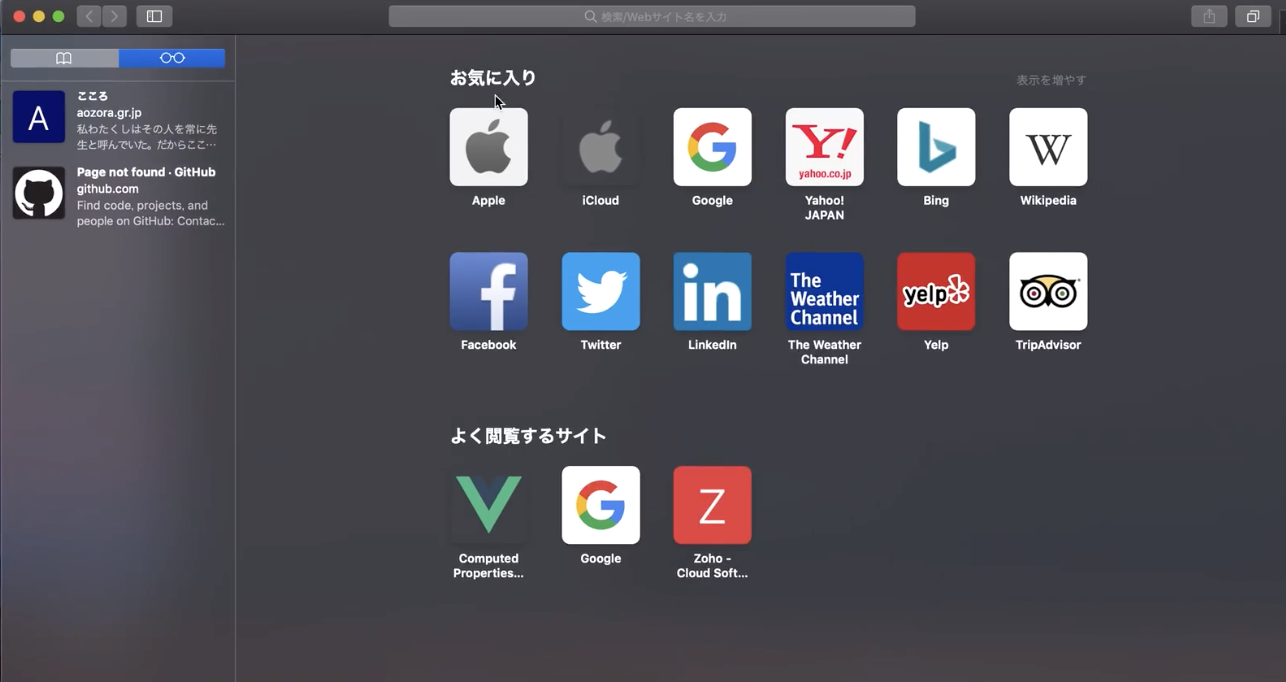 検索/Webサイト名を入力
こころ
aozora.gr.jp
私わたくしはその人を常に先
生と呼んでいた。だからここ…
A
Page not found · GitHub
github.com
Find code, projects, and
people on GitHub: Contac...
お気に入り
表示を増やす
Y!
yahoo.co.jp
W
Apple
iCloud
Google
Yahoo!
JAPAN
Bing
Wikipedia
f
in
The
Weather
Channel
yelp
Facebook
Twitter
LinkedIn
The Weather
Channel
Yelp
TripAdvisor
よく閲覧するサイト
Z
Computed
Properties...
Google
Zoho -
Cloud Soft...